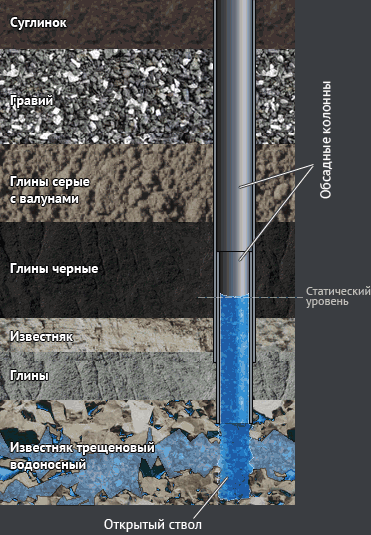 Суглинок
Гравий
Обсадные колонны
Глины серые
с валунами
Глины черные
Статический
уровень
Известняк
Глины
Известняк трещеновый
водоносный
Открытый ствол